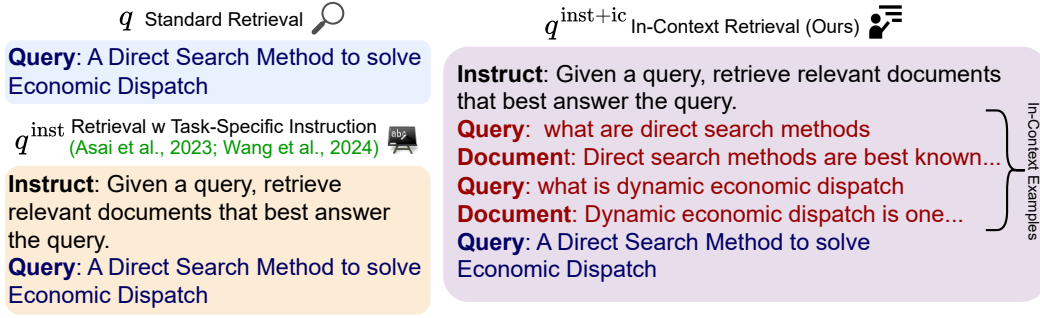 q Standard Retrieval
Query: A Direct Search Method to solve
Economic Dispatch
q^inst Retrieval w Task-Specific Instruction
(Asai et al., 2023; Wang et al., 2024)
abc
Instruct: Given a query, retrieve
relevant documents that best answer
the query.
Query: A Direct Search Method to solve
Economic Dispatch
q^inst+ic In-Context Retrieval (Ours)
Instruct: Given a query, retrieve relevant documents
that best answer the query.
Query: what are direct search methods
Document: Direct search methods are best known...
Query: what is dynamic economic dispatch
Document: Dynamic economic dispatch is one...
Query: A Direct Search Method to solve
Economic Dispatch
In-Context Examples